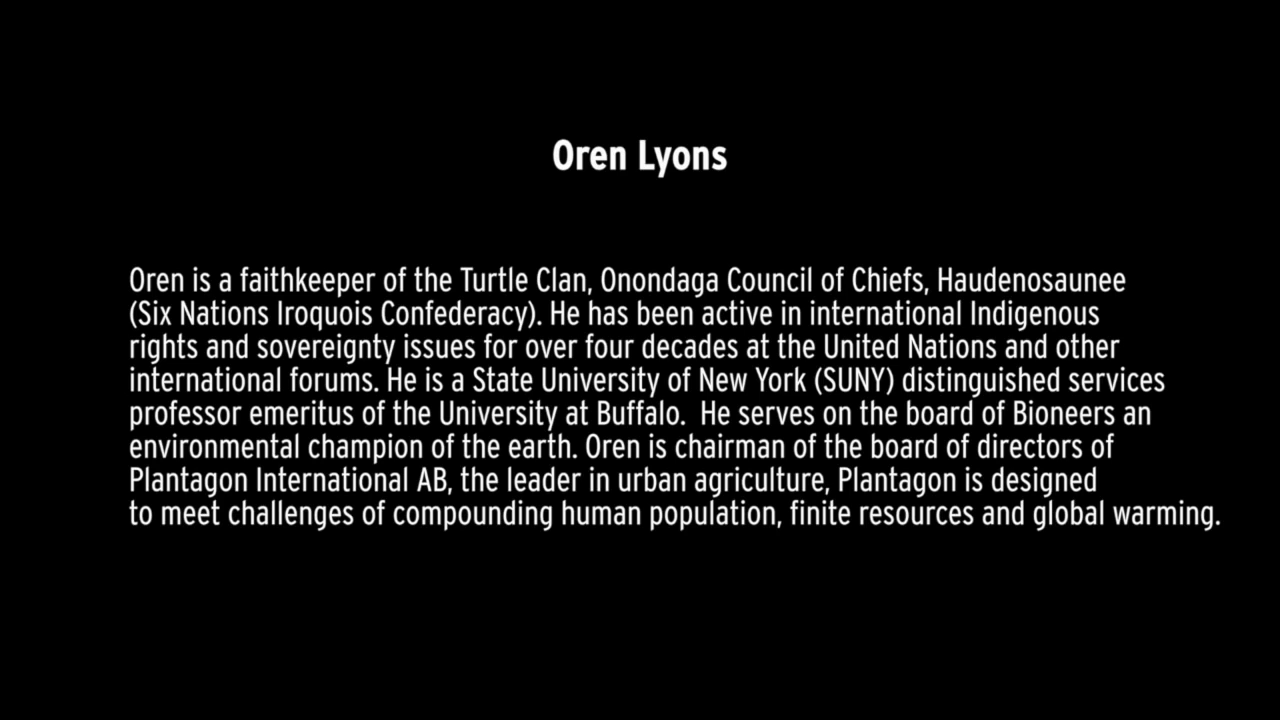 Oren Lyons
Oren is a faithkeeper of the Turtle Clan, Onondaga Council of Chiefs, Haudenosaunee
(Six Nations Iroquois Confederacy). He has been active in international Indigenous
rights and sovereignty issues for over four decades at the United Nations and other
international forums. He is a State University of New York (SUNY) distinguished services
professor emeritus of the University at Buffalo.  He serves on the board of Bioneers an
environmental champion of the earth. Oren is chairman of the board of directors of
Plantagon International AB, the leader in urban agriculture, Plantagon is designed
to meet challenges of compounding human population, finite resources and global warming.